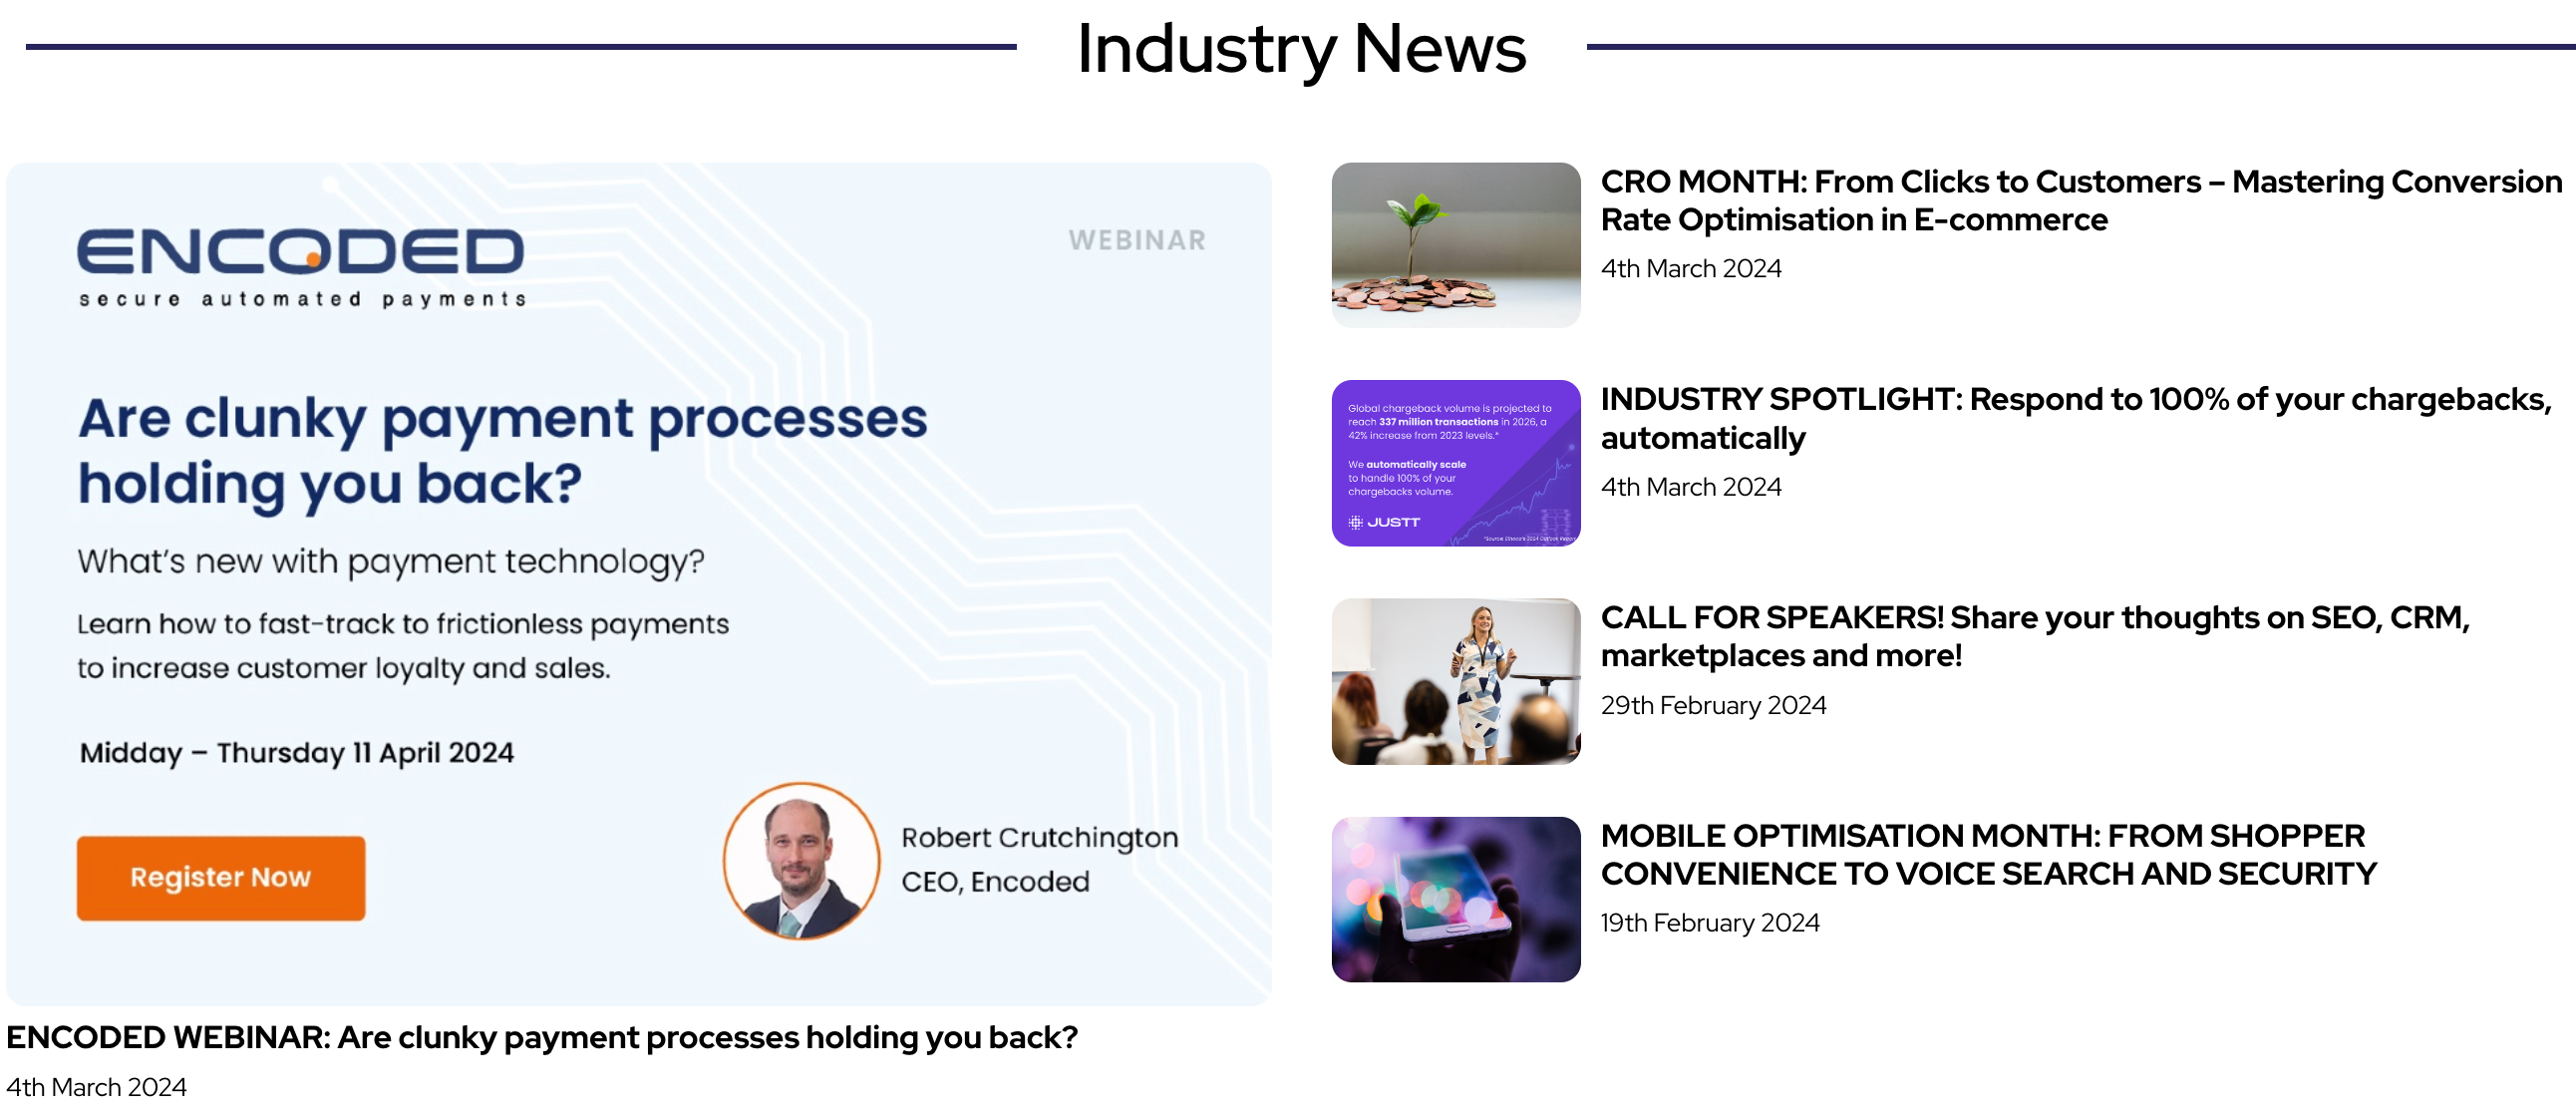 Industry News
ENCODED
secure automated payments
WEBINAR
Are clunky payment processes
holding you back?
What's new with payment technology?
Learn how to fast-track to frictionless payments
to increase customer loyalty and sales.
Midday – Thursday 11 April 2024
Register Now
Robert Crutchington
CEO, Encoded
ENCODED WEBINAR: Are clunky payment processes holding you back?
4th March 2024
CRO MONTH: From Clicks to Customers – Mastering Conversion
Rate Optimisation in E-commerce
4th March 2024
Global chargeback volume is projected to
reach 337 million transactions in 2026, a
42% increase from 2023 levels.*
We automatically scale
to handle 100% of your
chargebacks volume.
JUSTT
INDUSTRY SPOTLIGHT: Respond to 100% of your chargebacks,
automatically
4th March 2024
CALL FOR SPEAKERS! Share your thoughts on SEO, CRM,
marketplaces and more!
29th February 2024
MOBILE OPTIMISATION MONTH: FROM SHOPPER
CONVENIENCE TO VOICE SEARCH AND SECURITY
19th February 2024